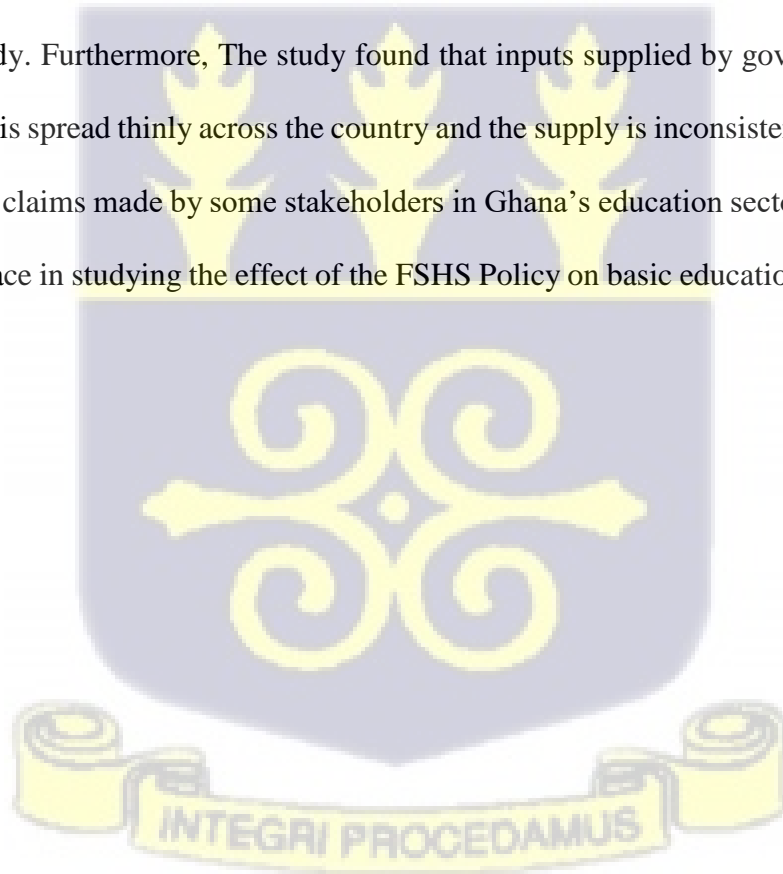 dy. Furthermore, The study found that inputs supplied by gov
is spread thinly across the country and the supply is inconsiste
claims made by some stakeholders in Ghana’s education sect
ce in studying the effect of the FSHS Policy on basic educatio
INTEGRI PROCEDAMUS